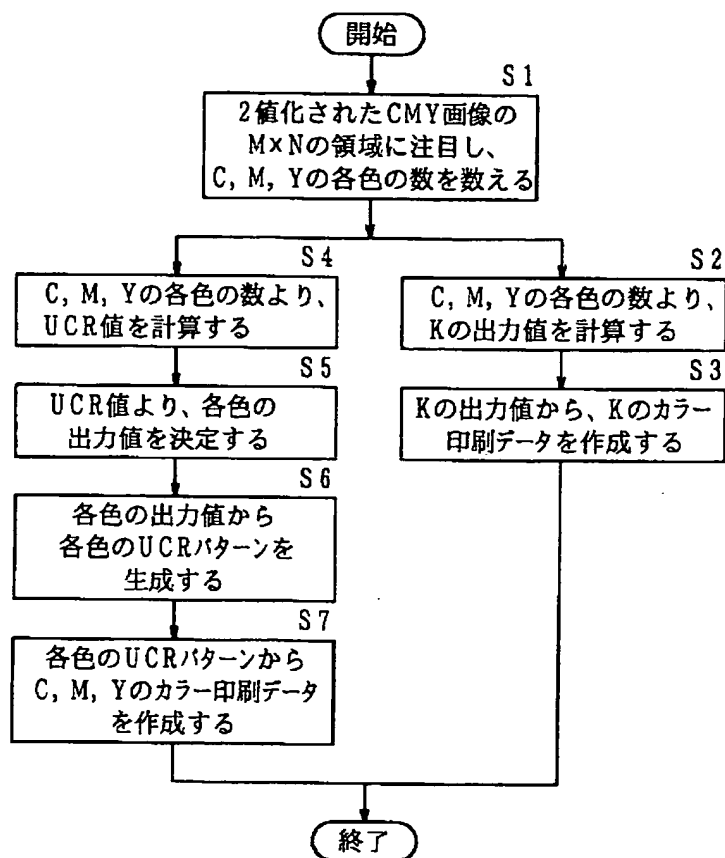 開始
S1
2値化されたCMY画像の
M×Nの領域に注目し、
C, M, Yの各色の数を数える
S4
C, M, Yの各色の数より、
UCR値を計算する
S5
UCR値より、各色の
出力値を決定する
S6
各色の出力値から
各色のUCRパターンを
生成する
S7
各色のUCRパターンから
C, M, Yのカラー印刷データ
を作成する
S2
C, M, Yの各色の数より、
Kの出力値を計算する
S3
Kの出力値から、Kのカラー
印刷データを作成する
終了